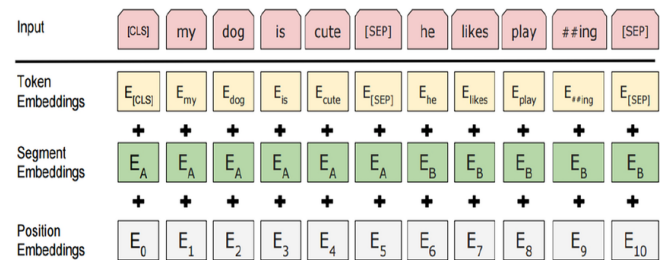 Input [CLS] my dog is cute [SEP] he likes play ##ing [SEP]
Token Embeddings E[CLS] Emy Edog Eis Ecute E[SEP] Ehe Elikes Eplay E##ing E[SEP]
+ + + + + + + + + + +
Segment Embeddings EA EA EA EA EA EA EB EB EB EB EB
+ + + + + + + + + + +
Position Embeddings E0 E1 E2 E3 E4 E5 E6 E7 E8 E9 E10